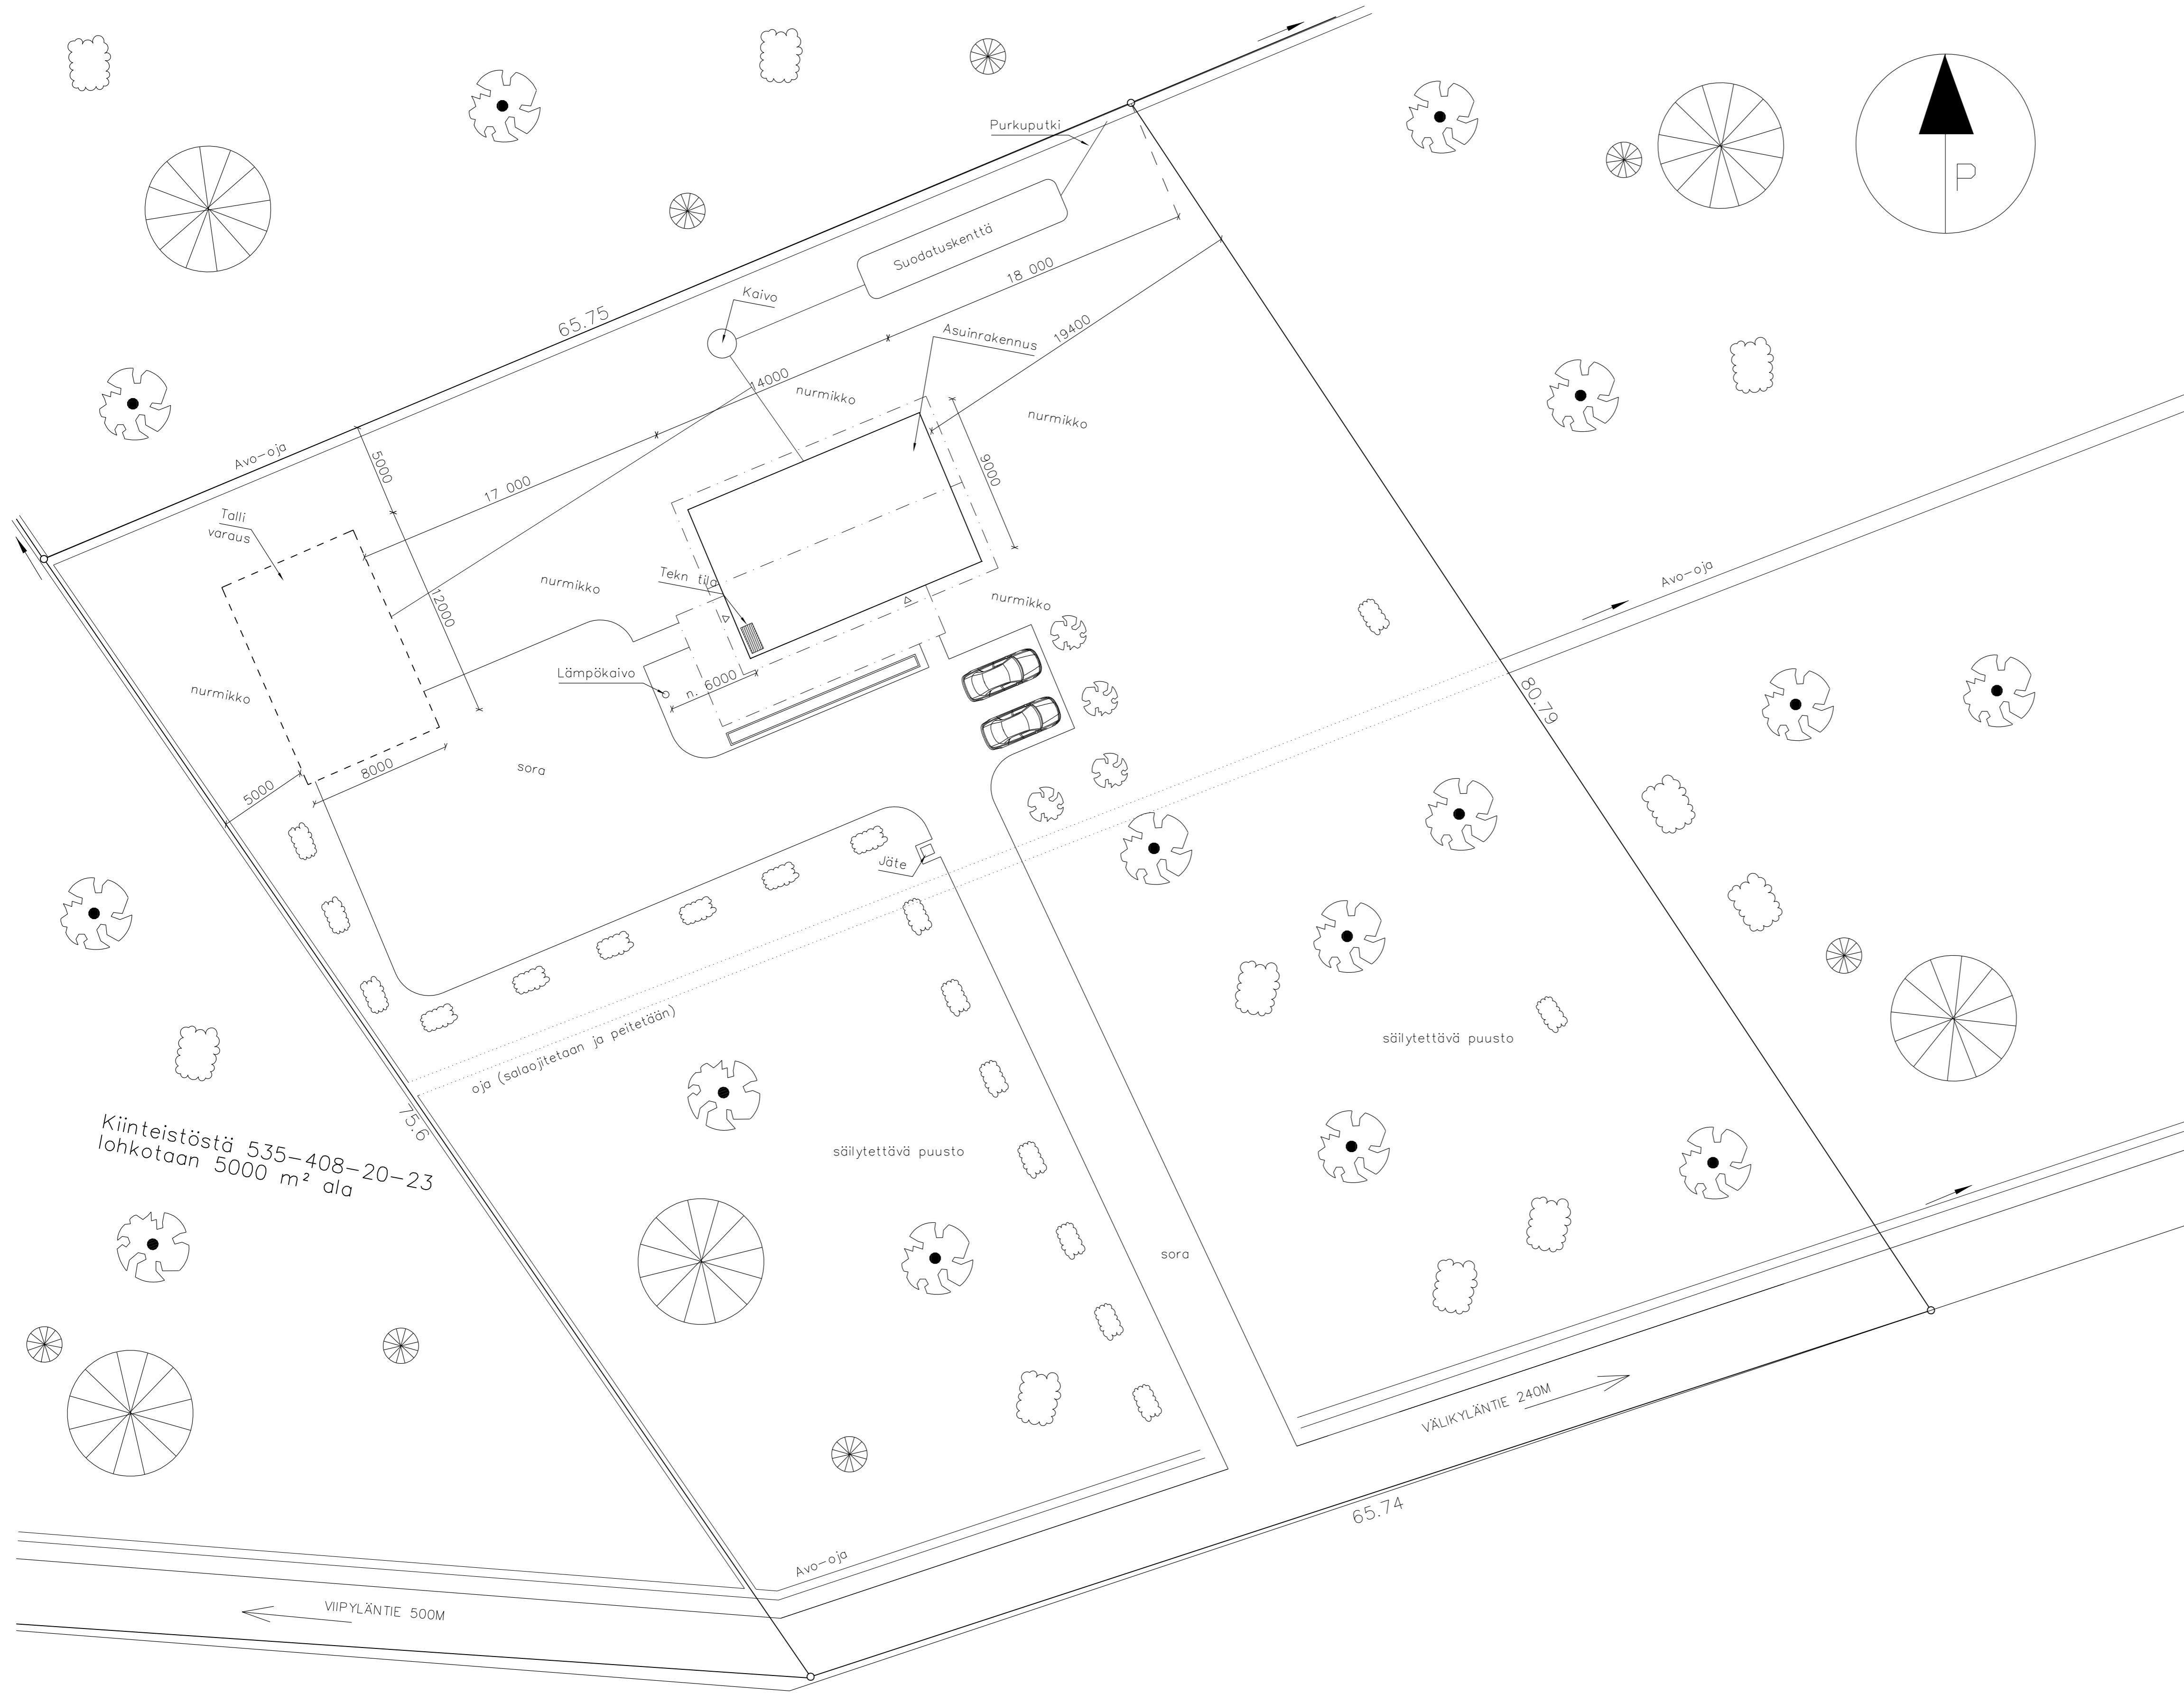 Purkuputki
P
Suodatuskenttä
18 000
Kaivo
65.75
19400
Asuinrakennus
14000
nurmikko
nurmikko
Avo-oja
5000
9000
17 000
Talli
varaus
Avo-oja
Tekn tila
nurmikko
12000
nurmikko
Lämpökaivo
n. 6000
nurmikko
80.79
sora
8000
5000
Jäte
oja (salaojitetaan ja peitetään)
säilytettävä puusto
75.6
Kiinteistöstä 535-408-20-23
lohkotaan 5000 m² ala
säilytettävä puusto
sora
VÄLIKYLÄNTIE 240M
65.74
Avo-oja
VIIPYLÄNTIE 500M